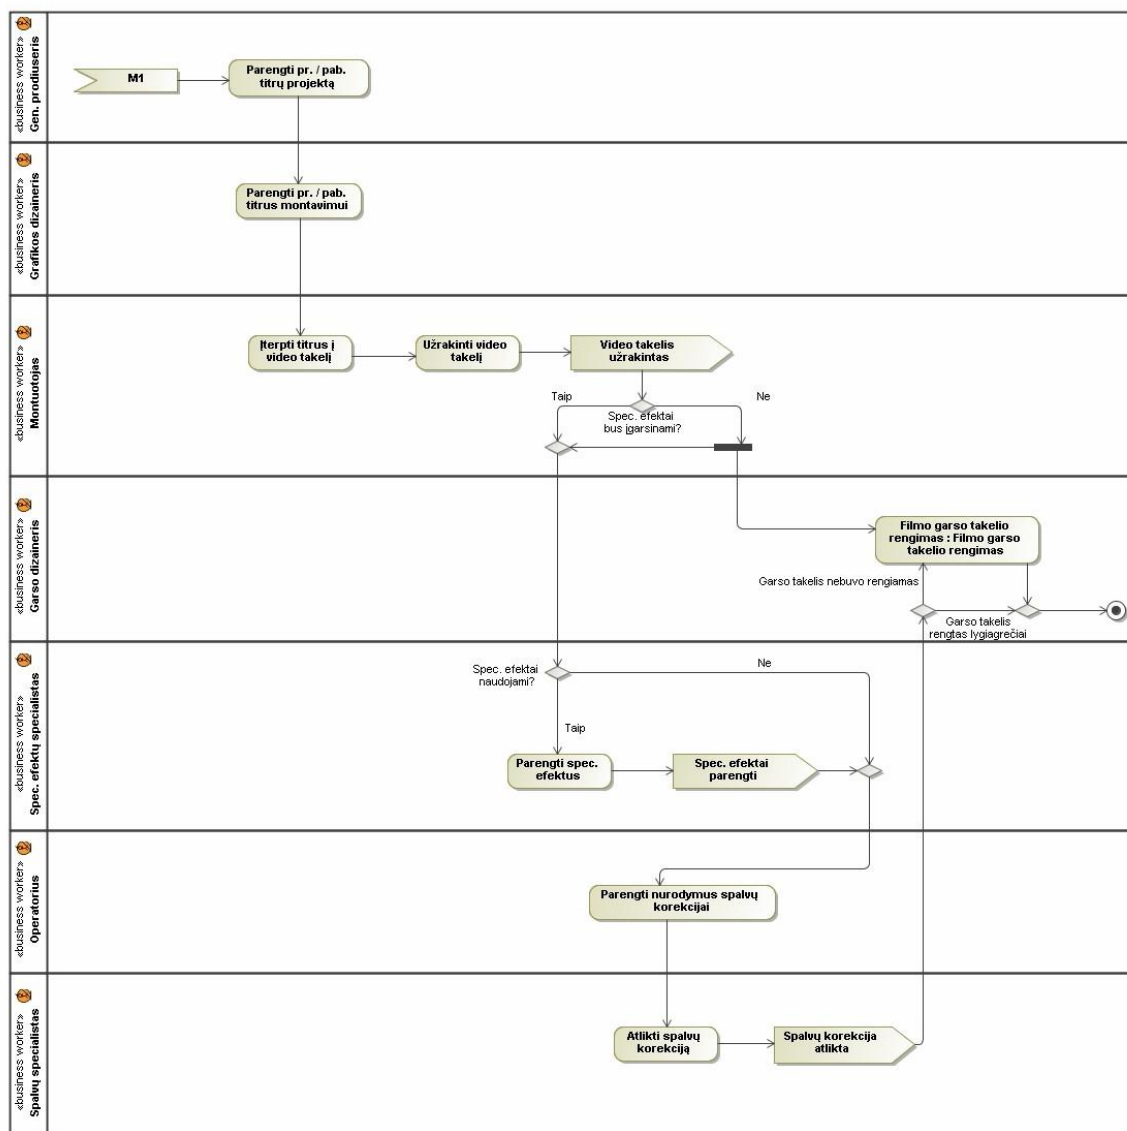 «business worker»
Gen. prodiuseris
M1
Parengti pr. / pab.
titrų projektą
«business worker»
Grafikos dizaineris
Parengti pr. / pab.
titrus montavimui
«business worker»
Montuotojas
Įterpti titrus į
video takelį
Užrakinti video
takelį
Video takelis
užrakintas
Taip
Ne
Spec. efektai
bus įgarsinami?
«business worker»
Garso dizaineris
Filmo garso takelio
rengimas : Filmo garso
takelio rengimas
Garso takelis nebuvo rengiamas
Garso takelis
rengtas lygiagrečiai
«business worker»
Spec. efektų specialistas
Spec. efektai
naudojami?
Ne
Taip
Parengti spec.
efektus
Spec. efektai
parengti
«business worker»
Operatorius
Parengti nurodymus spalvų
korekcijai
«business worker»
Spalvų specialistas
Atlikti spalvų
korekciją
Spalvų korekcija
atlikta